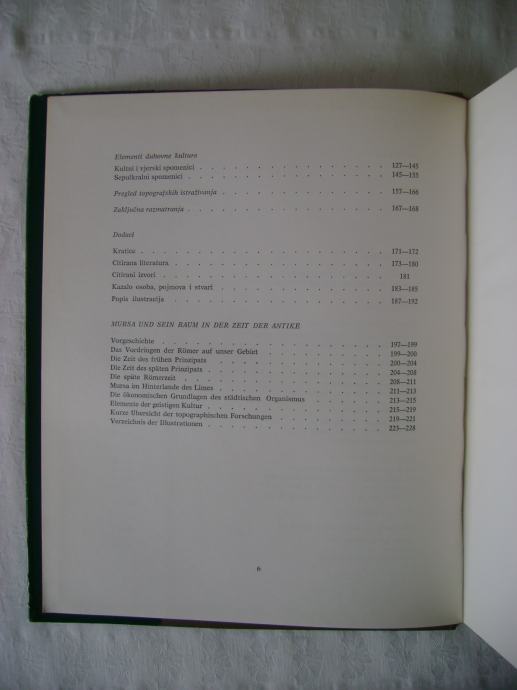 Elementi duhovne kulture
Kultni i vjerski spomenici . . . . . . . . . . . . . 127—145
Sepulkralni spomenici . . . . . . . . . . . . . 145—155
Pregled topografskih istraživanja . . . . . . . . . . . 157—166
Zaključna razmatranja . . . . . . . . . . . . . 167—168
Dodaci
Kratice . . . . . . . . . . . . . . . . 171—172
Citirana literatura . . . . . . . . . . . . . . 173—180
Citirani izvori . . . . . . . . . . . . . . 181
Kazalo osoba, pojmova i stvari . . . . . . . . . . . 183—185
Popis ilustracija . . . . . . . . . . . . . . 187—192
MURSA UND SEIN RAUM IN DER ZEIT DER ANTIKE
Vorgeschichte . . . . . . . . . . . . . . 197—199
Das Vordringen der Römer auf unser Gebiet . . . . . . . . 199—200
Die Zeit des frühen Prinzipats . . . . . . . . . . . 200—204
Die Zeit des späten Prinzipats . . . . . . . . . . . 204—208
Die späte Römerzeit . . . . . . . . . . . . . 208—211
Mursa im Hinterlande des Limes . . . . . . . . . . 211—213
Die ökonomischen Grundlagen des städtischen Organismus . . . . . 213—215
Elemente der geistigen Kultur . . . . . . . . . . . 215—219
Kurze Übersicht der topographischen Forschungen . . . . . . . 219—221
Verzeichnis der Illustrationen . . . . . . . . . . . 223—228
6